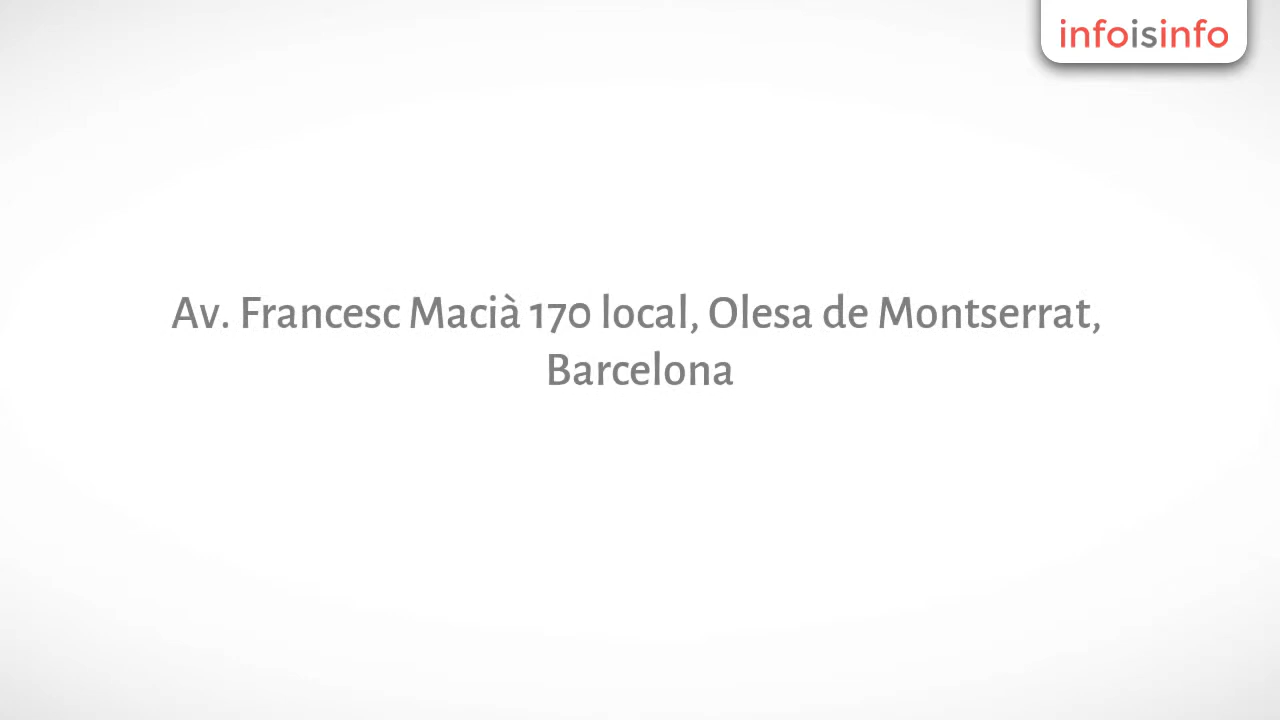 infoisinfo
Av. Francesc Macià 170 local, Olesa de Montserrat,
Barcelona